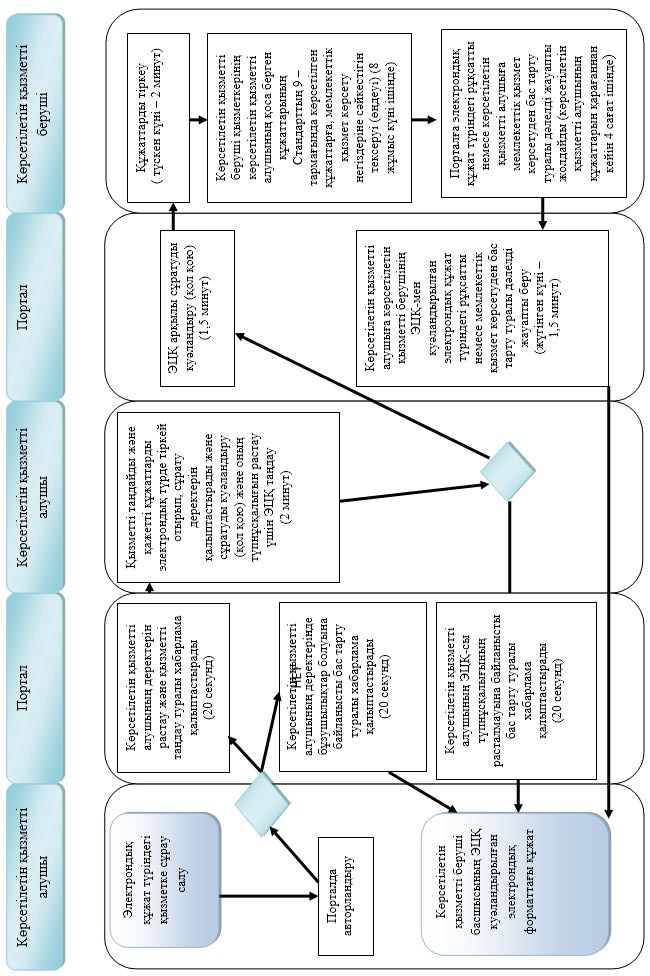 Көрсетілетін қызметті
алушы
Портал
Көрсетілетін қызметті
алушы
Портал
Көрсетілетін қызметті
беруші
Электрондық
құжат түріндегі
қызметке сұрау
салу
Порталда
авторландыру
Көрсетілетін
қызметті беруші
басшысының ЭЦҚ
куәландырылған
электрондық
форматтағы құжат
Көрсетілетін қызметті
алушының деректерін
растау және қызметті
таңдау туралы хабарлама
қалыптастырады
(20 секунд)
Көрсетілетін қызметті
алушының деректерінде
бұзушылықтар болуына
байланысты бас тарту
туралы хабарлама
қалыптастырады
(20 секунд)
Көрсетілетін қызметті
алушының ЭЦҚ-сы
түпнұсқалығының
расталмауына байланысты
бас тарту туралы
хабарлама
қалыптастырады
(20 секунд)
Қызметті таңдайды және
қажетті құжаттарды
электрондық түрде тіркей
отырып, сұрату
деректерін
қалыптастырады және
сұратуды куәландыру
(қол қою) және оның
түпнұсқалығын растау
үшін ЭЦҚ таңдау
(2 минут)
ЭЦҚ арқылы сұратуды
куәландыру (қол қою)
(1,5 минут)
Көрсетілетін қызметті
алушыға көрсетілетін
қызметті берушінің
ЭЦҚ-мен
куәландырылған
электрондық құжат
түріндегі рұқсатты
немесе мемлекеттік
қызмет көрсетуден бас
тарту туралы дәлелді
жауапты беру
(жүгінген күні –
1,5 минут)
Құжаттарды тіркеу
( түскен күні – 2 минут)
Көрсетілетін қызметті
беруші қызметкерінің
көрсетілетін қызметті
алушының қоса берген
құжаттарының
Стандарттың 9 –
тармағында көрсетілген
құжаттарға, мемлекеттік
қызмет көрсету
негіздеріне сәйкестігін
тексеруі (өңдеуі) (8
жұмыс күні ішінде)
Порталға электрондық
құжат түріндегі рұқсатты
немесе көрсетілетін
қызметті алушыға
мемлекеттік қызмет
көрсетуден бас тарту
туралы дәлелді жауапты
жолдайды (көрсетілетін
қызметті алушының
құжаттарын қарағаннан
кейін 4 сағат ішінде)